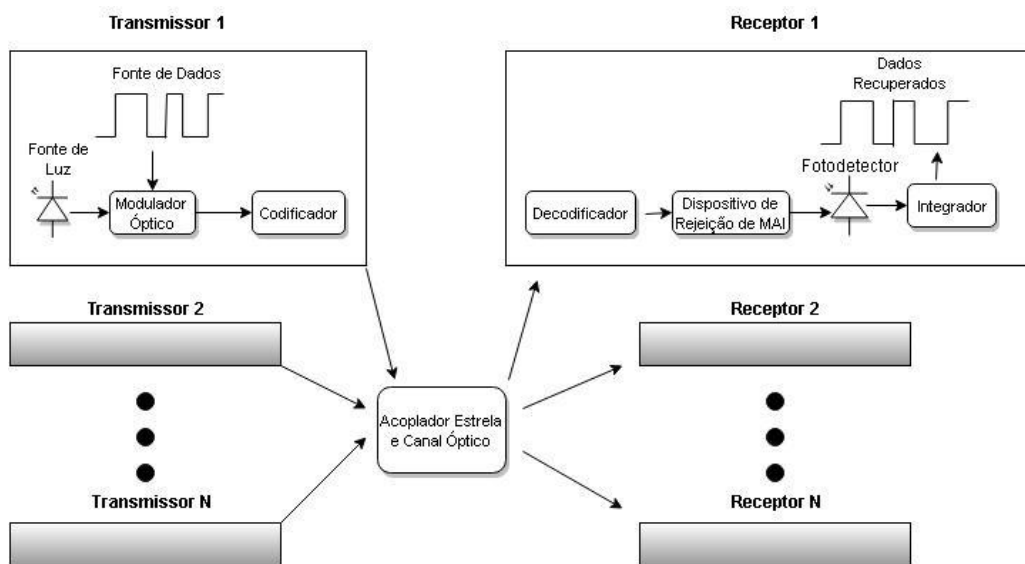 Transmissor 1
Fonte de Dados
Fonte de
Luz
Modulador
Óptico
Codificador
Receptor 1
Dados
Recuperados
Fotodetector
Decodificador
Dispositivo de
Rejeição de MAI
Integrador
Transmissor 2
Receptor 2
Acoplador Estrela
e Canal Óptico
Transmissor N
Receptor N